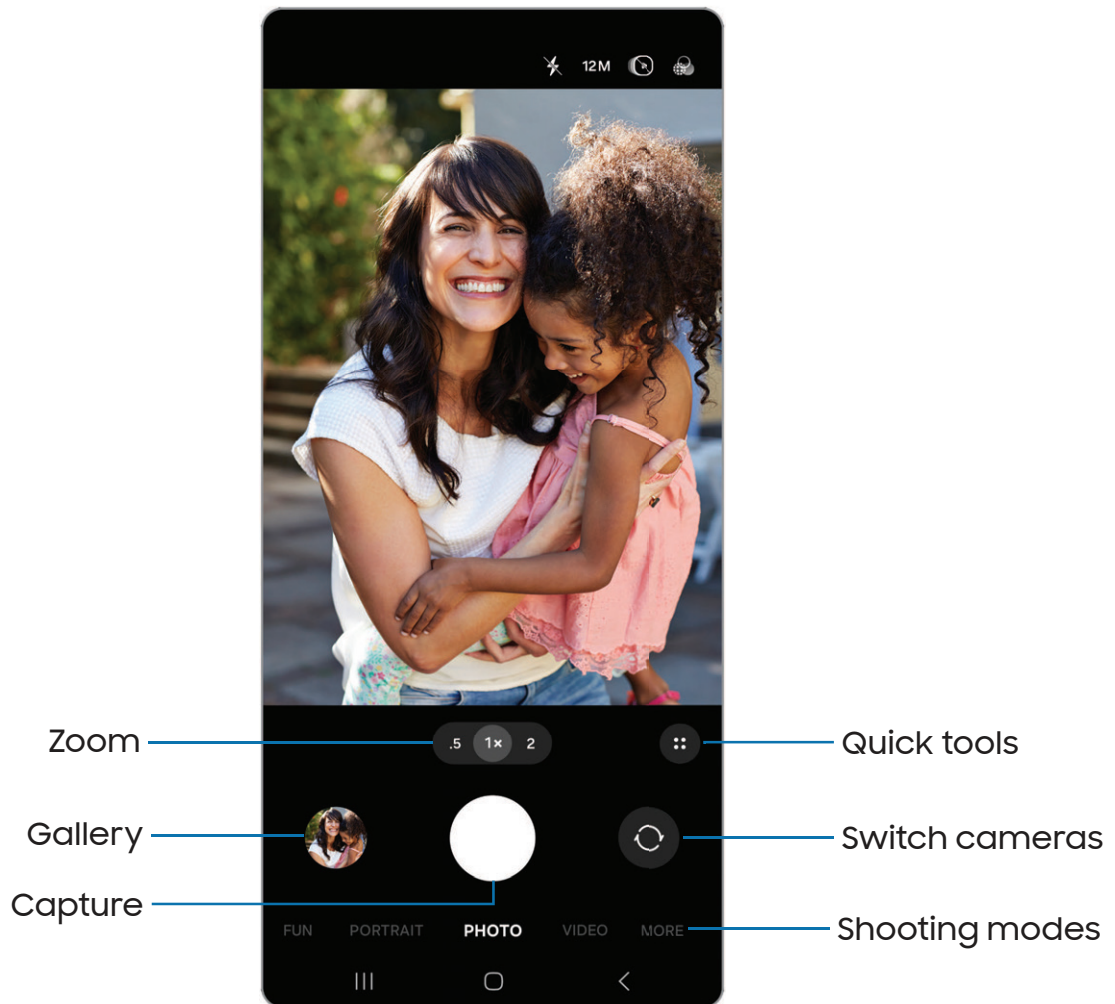 12M
Zoom
.5 1× 2
Quick tools
Gallery
Switch cameras
Capture
FUN PORTRAIT PHOTO VIDEO MORE
Shooting modes